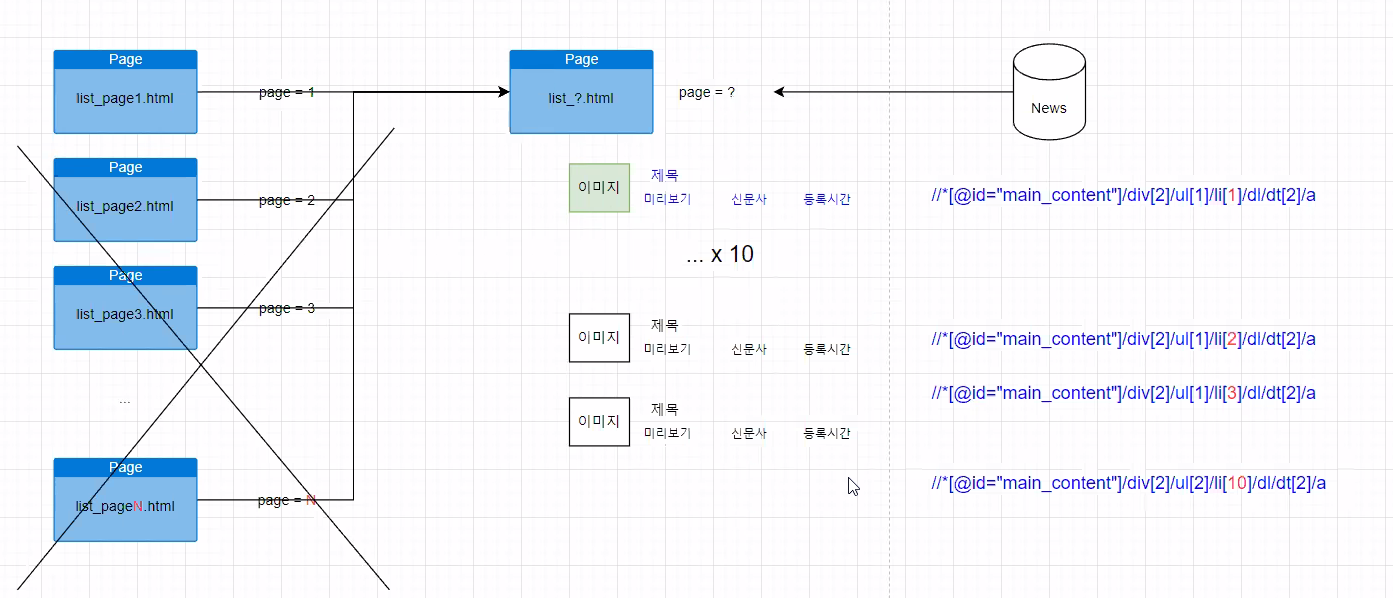 Page
list_page1.html
page = 1
Page
list_?.html
page = ?
News
Page
list_page2.html
page = 2
이미지
제목
미리보기
신문사
등록시간
//*[@id="main_content"]/div[2]/ul[1]/li[1]/dl/dt[2]/a
... x 10
Page
list_page3.html
page = 3
이미지
제목
미리보기
신문사
등록시간
//*[@id="main_content"]/div[2]/ul[1]/li[2]/dl/dt[2]/a
...
이미지
제목
미리보기
신문사
등록시간
//*[@id="main_content"]/div[2]/ul[1]/li[3]/dl/dt[2]/a
Page
list_pageN.html
page = N
//*[@id="main_content"]/div[2]/ul[2]/li[10]/dl/dt[2]/a